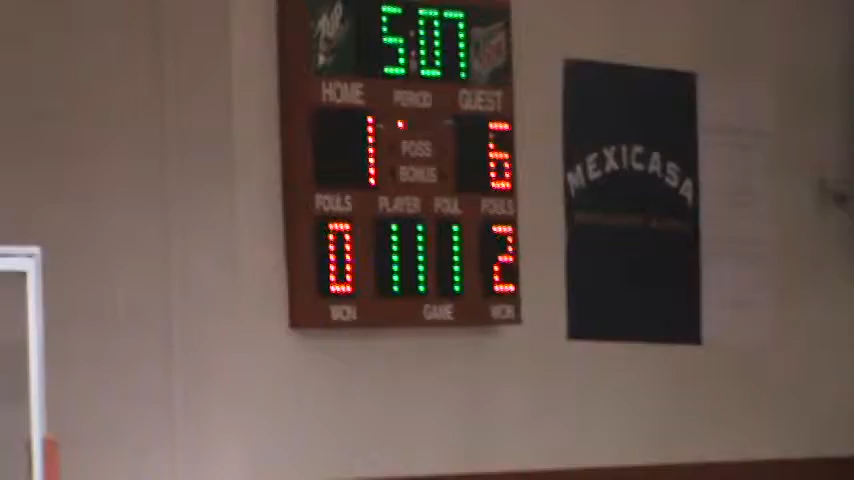 7UP 5:07
HOME PERIOD GUEST
1 6
POSS
BONUS
FOULS PLAYER FOUL FOULS
0 11 1 2
WON GAME WON
MEXICASA